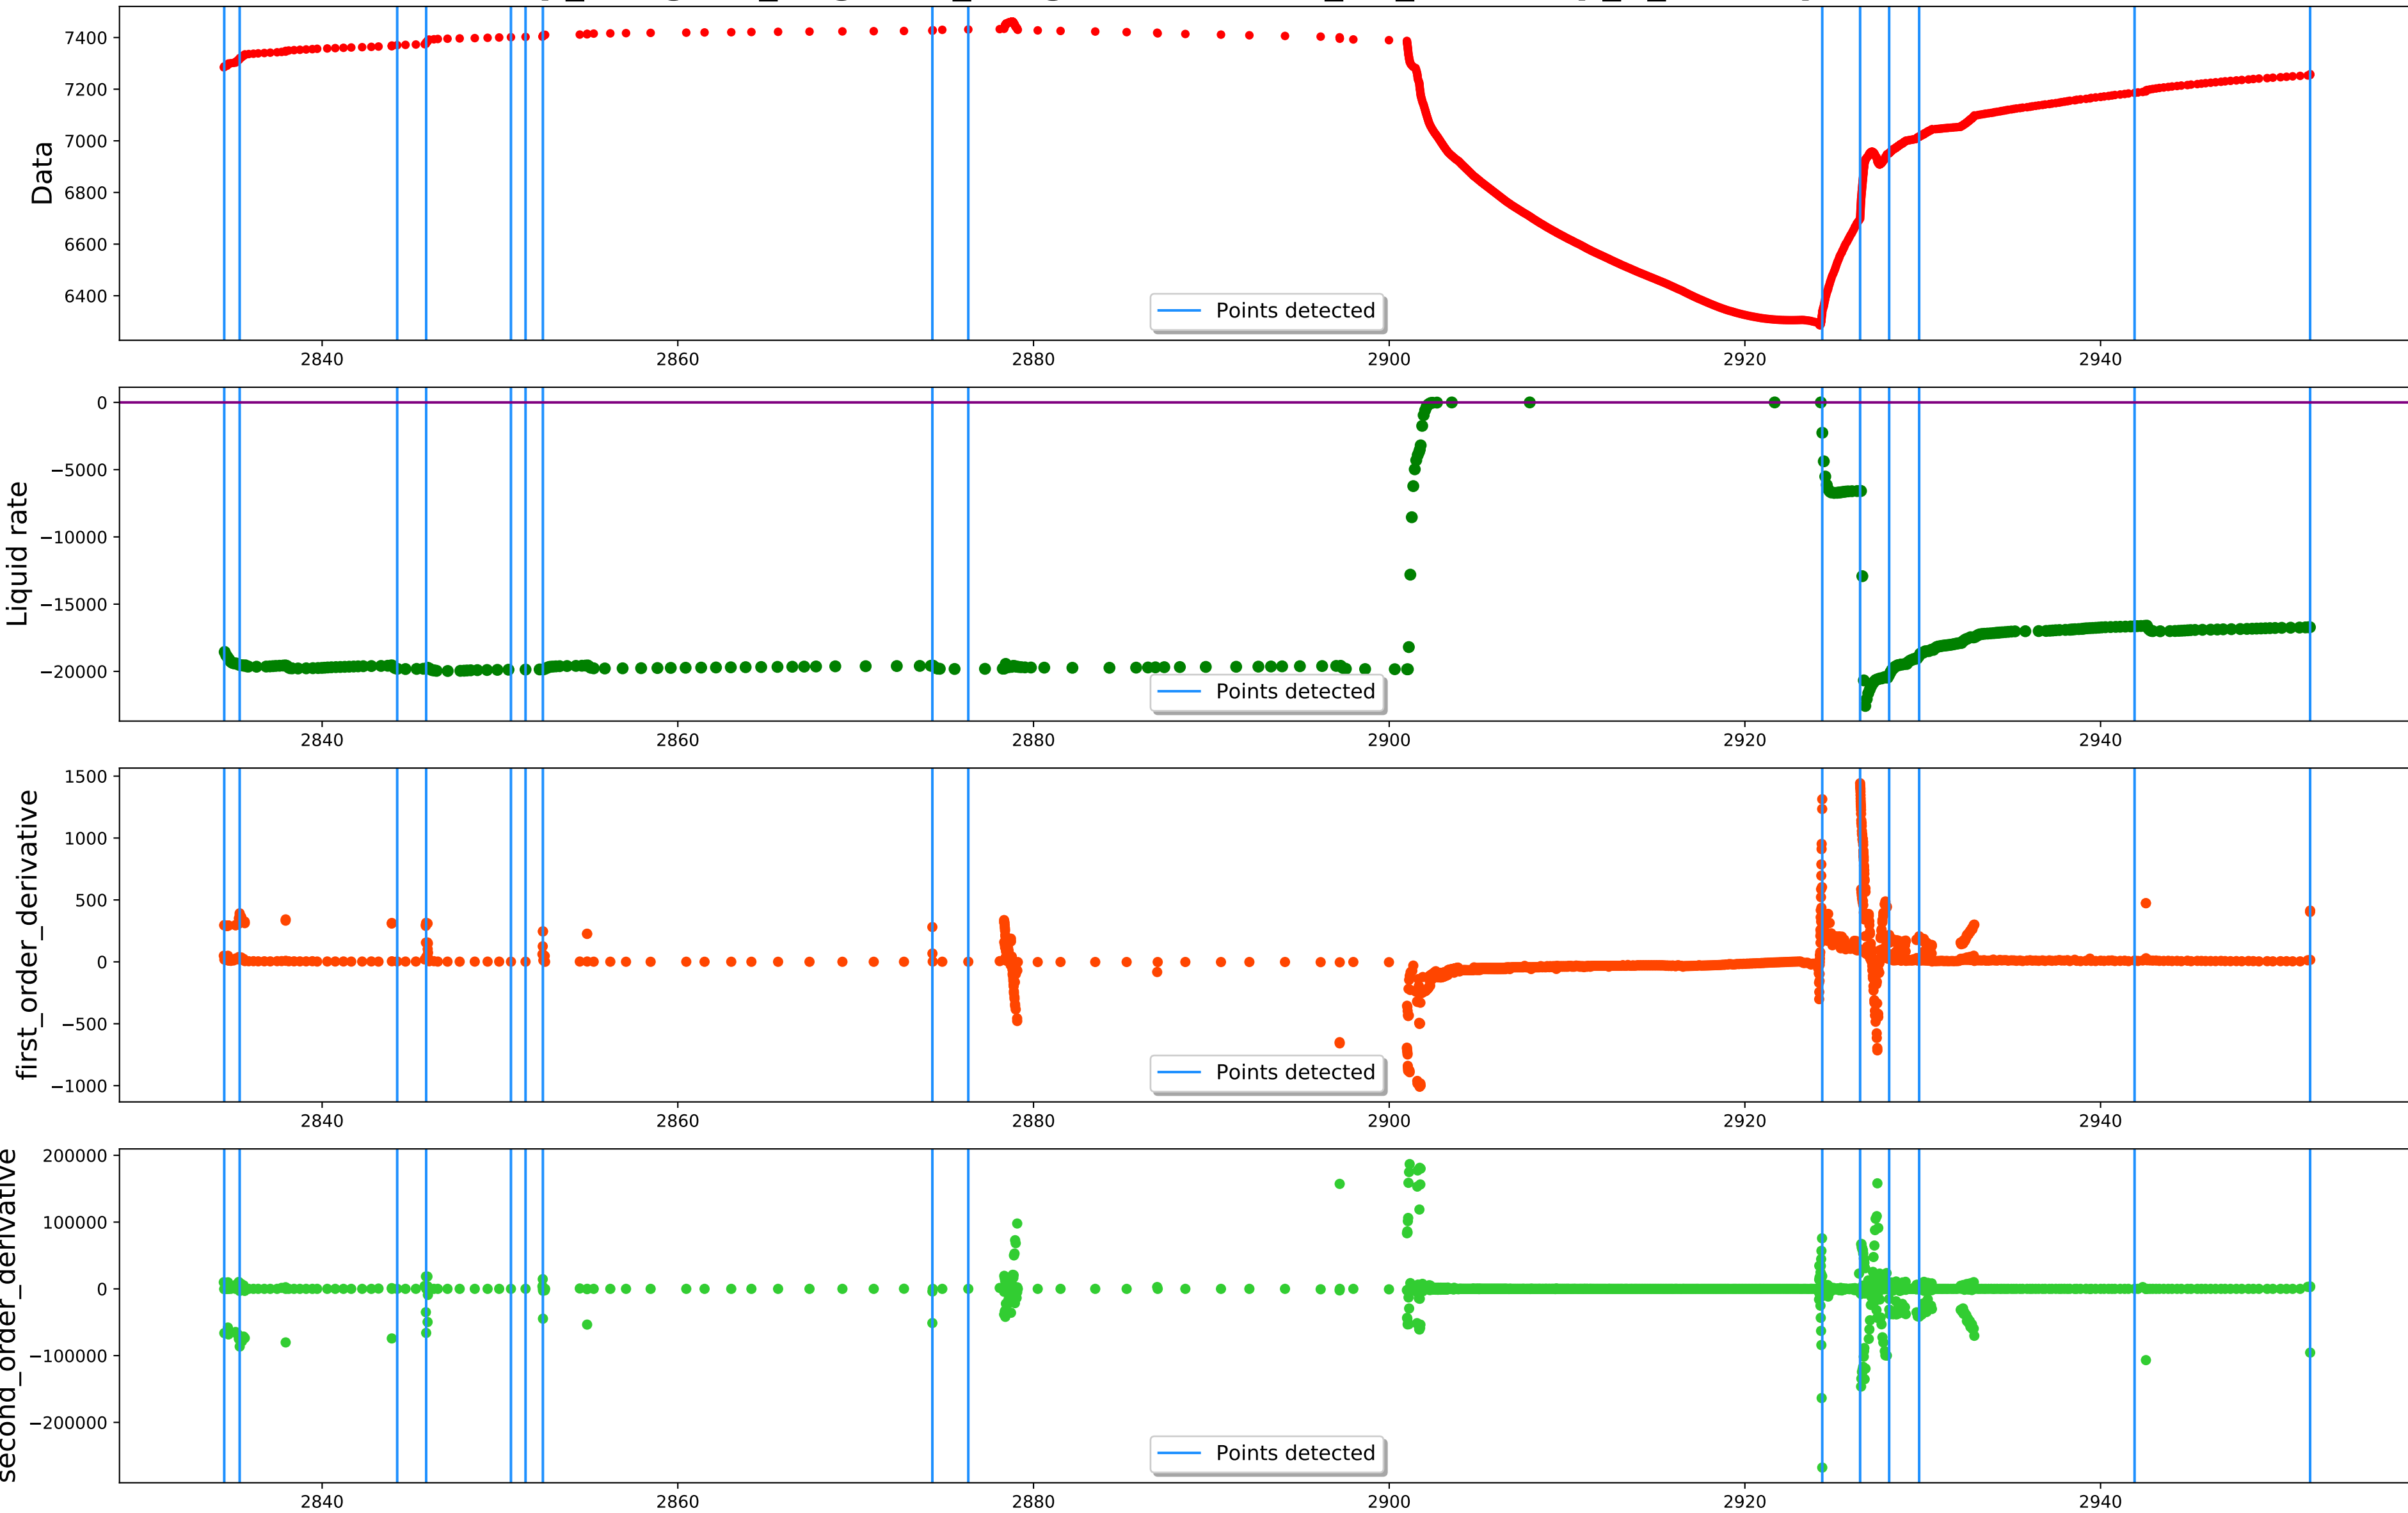 7400
7200
7000
6800
6600
6400
Data
Points detected
2840 2860 2880 2900 2920 2940
0
−5000
−10000
−15000
−20000
Liquid rate
Points detected
2840 2860 2880 2900 2920 2940
1500
1000
500
0
−500
−1000
first_order_derivative
Points detected
2840 2860 2880 2900 2920 2940
200000
100000
0
−100000
−200000
second_order_derivative
Points detected
2840 2860 2880 2900 2920 2940